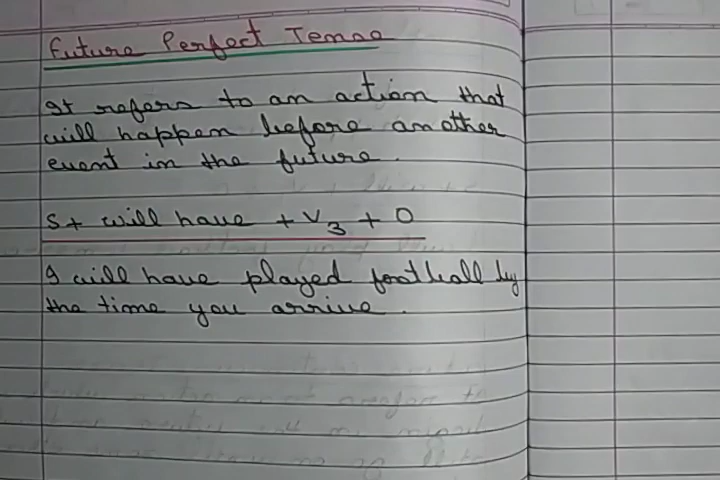 Future Perfect Tense
It refers to an action that
will happen before another
event in the future.
S+ will have + V3 + O
I will have played football by
the time you arrive.